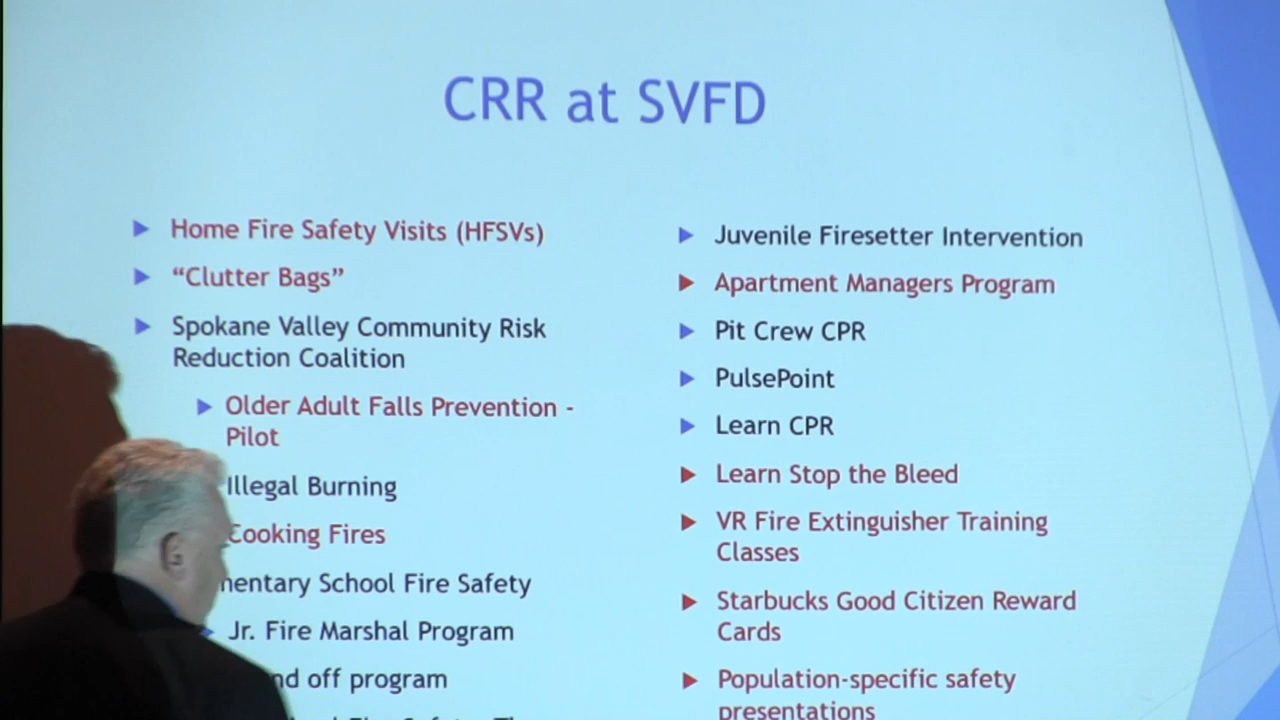 CRR at SVFD
Home Fire Safety Visits (HFSVs)
“Clutter Bags”
Spokane Valley Community Risk
Reduction Coalition
Older Adult Falls Prevention -
Pilot
Illegal Burning
Cooking Fires
School Fire Safety
Jr. Fire Marshal Program
off program
Juvenile Firesetter Intervention
Apartment Managers Program
Pit Crew CPR
PulsePoint
Learn CPR
Learn Stop the Bleed
VR Fire Extinguisher Training
Classes
Starbucks Good Citizen Reward
Cards
Population-specific safety
presentations